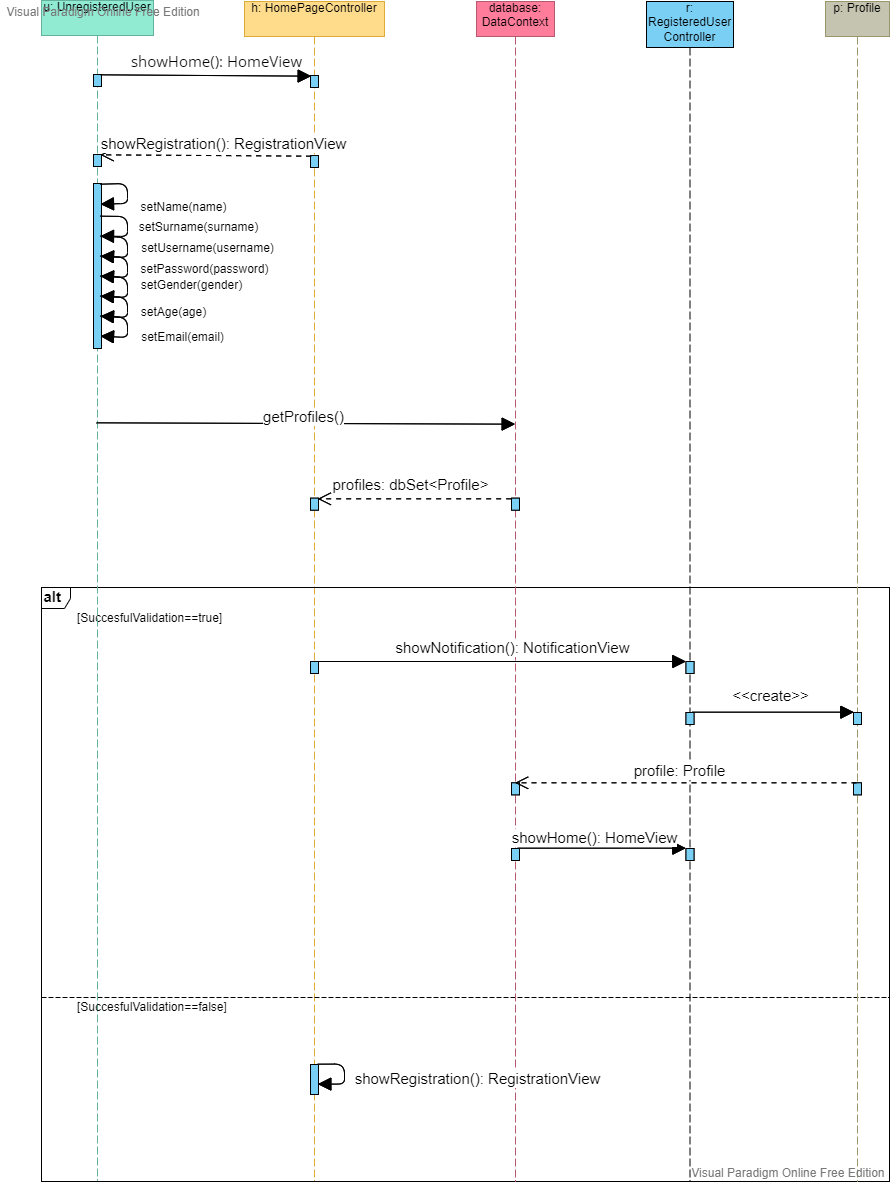 Visual Paradigm Online Free Edition
u: UnregisteredUser
h: HomePageController
database:
DataContext
r:
RegisteredUser
Controller
p: Profile
showHome(): HomeView
showRegistration(): RegistrationView
setName(name)
setSurname(surname)
setUsername(username)
setPassword(password)
setGender(gender)
setAge(age)
setEmail(email)
getProfiles()
profiles: dbSet<Profile>
alt
[SuccesfulValidation==true]
showNotification(): NotificationView
<<create>>
profile: Profile
showHome(): HomeView
[SuccesfulValidation==false]
showRegistration(): RegistrationView
Visual Paradigm Online Free Edition